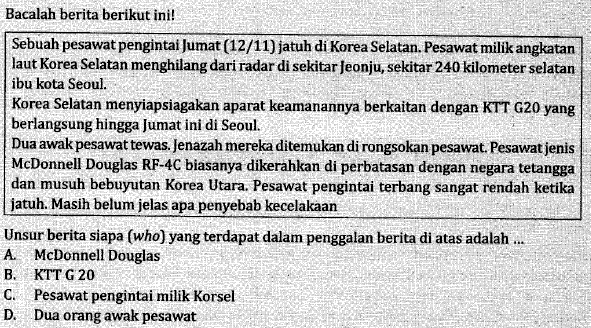 Bacalah berita berikut ini!
Sebuah pesawat pengintai Jumat (12/11) jatuh di Korea Selatan. Pesawat milik angkatan
laut Korea Selatan menghilang dari radar di sekitar Jeonju, sekitar 240 kilometer selatan
ibu kota Seoul.
Korea Selatan menyiapsiagakan aparat keamanannya berkaitan dengan KTT G20 yang
berlangsung hingga Jumat ini di Seoul.
Dua awak pesawat tewas. Jenazah mereka ditemukan di rongsokan pesawat. Pesawat jenis
McDonnell Douglas RF-4C biasanya dikerahkan di perbatasan dengan negara tetangga
dan musuh bebuyutan Korea Utara. Pesawat pengintai terbang sangat rendah ketika
jatuh. Masih belum jelas apa penyebab kecelakaan
Unsur berita siapa (who) yang terdapat dalam penggalan berita di atas adalah ...
A. McDonnell Douglas
B. KTT G 20
C. Pesawat pengintai milik Korsel
D. Dua orang awak pesawat